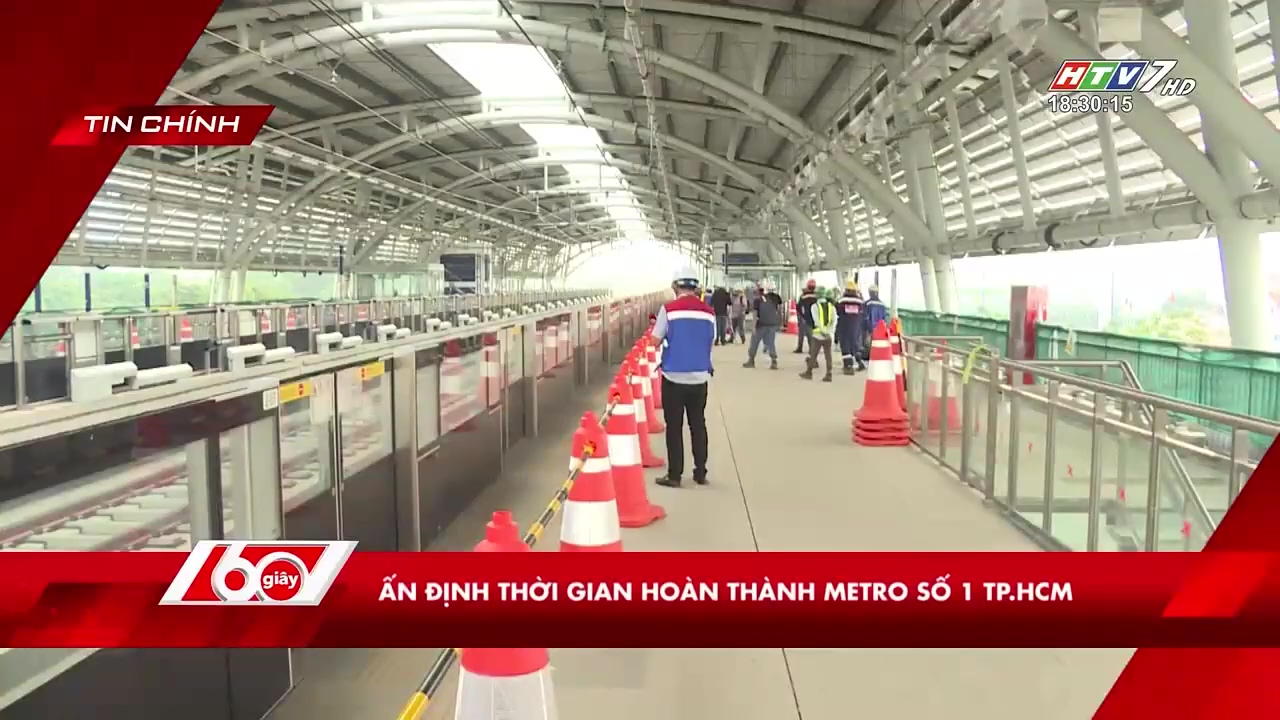 HTV7 HD
18:30:15
TIN CHÍNH
60 giây
ẤN ĐỊNH THỜI GIAN HOÀN THÀNH METRO SỐ 1 TP.HCM